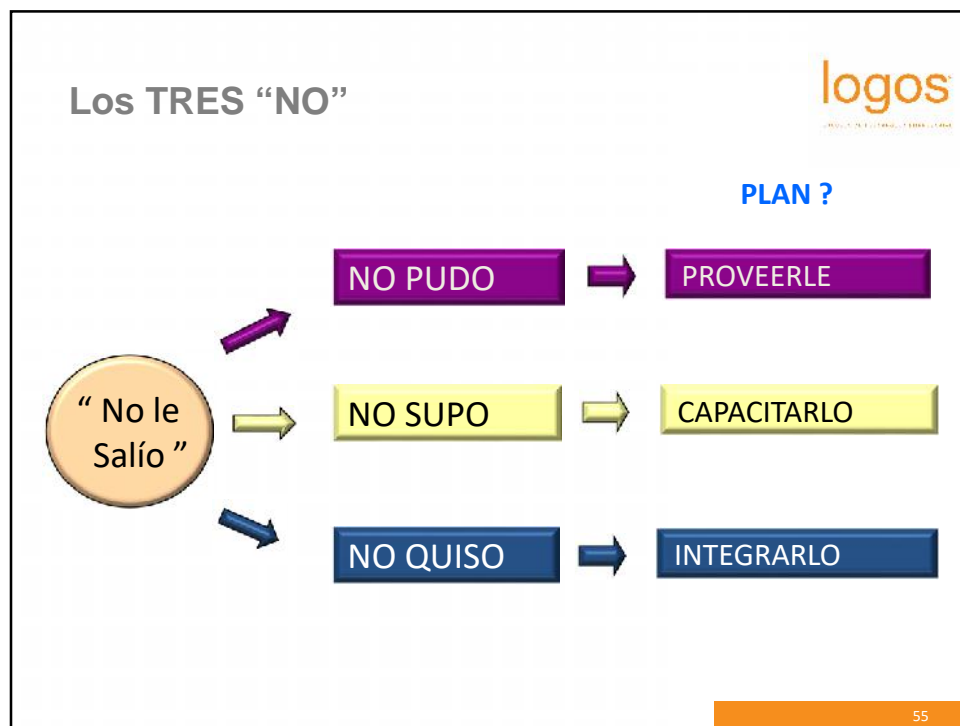 Los TRES “NO”
logos
PLAN ?
NO PUDO
PROVEERLE
“ No le
Salío ”
NO SUPO
CAPACITARLO
NO QUISO
INTEGRARLO
55